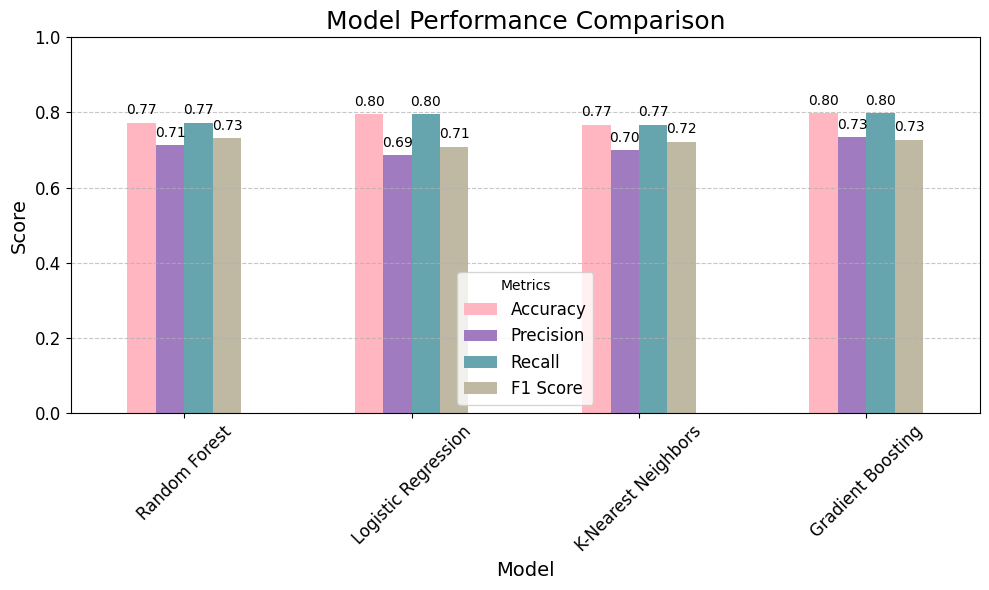 Model Performance Comparison
Score
1.0
0.8
0.6
0.4
0.2
0.0
0.77 0.71 0.77 0.73
0.80 0.69 0.80 0.71
0.77 0.70 0.77 0.72
0.80 0.73 0.80 0.73
Metrics
Accuracy
Precision
Recall
F1 Score
Random Forest
Logistic Regression
K-Nearest Neighbors
Gradient Boosting
Model